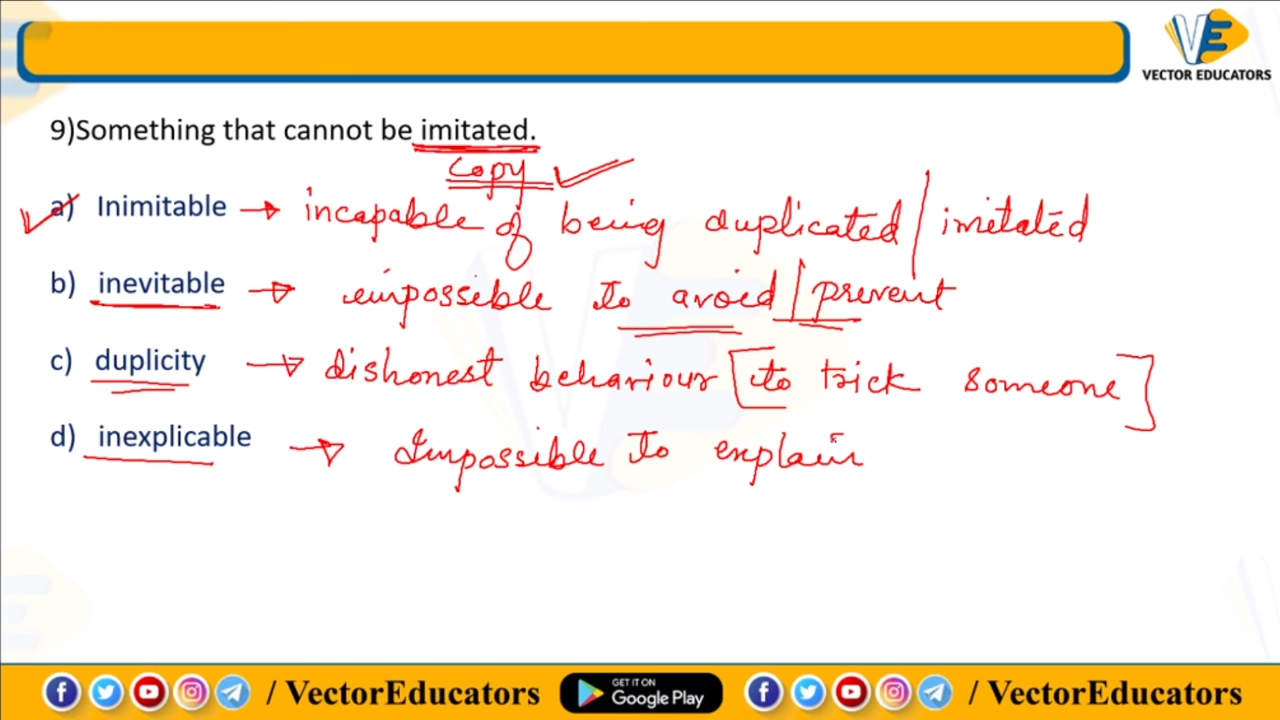 VECTOR EDUCATORS
9)Something that cannot be imitated.
Copy
a) Inimitable → incapable of being duplicated / imitated
b) inevitable → impossible to avoid / prevent
c) duplicity → dishonest behaviour [to trick someone]
d) inexplicable → Impossible to explain
/ VectorEducators GET IT ON Google Play / VectorEducators